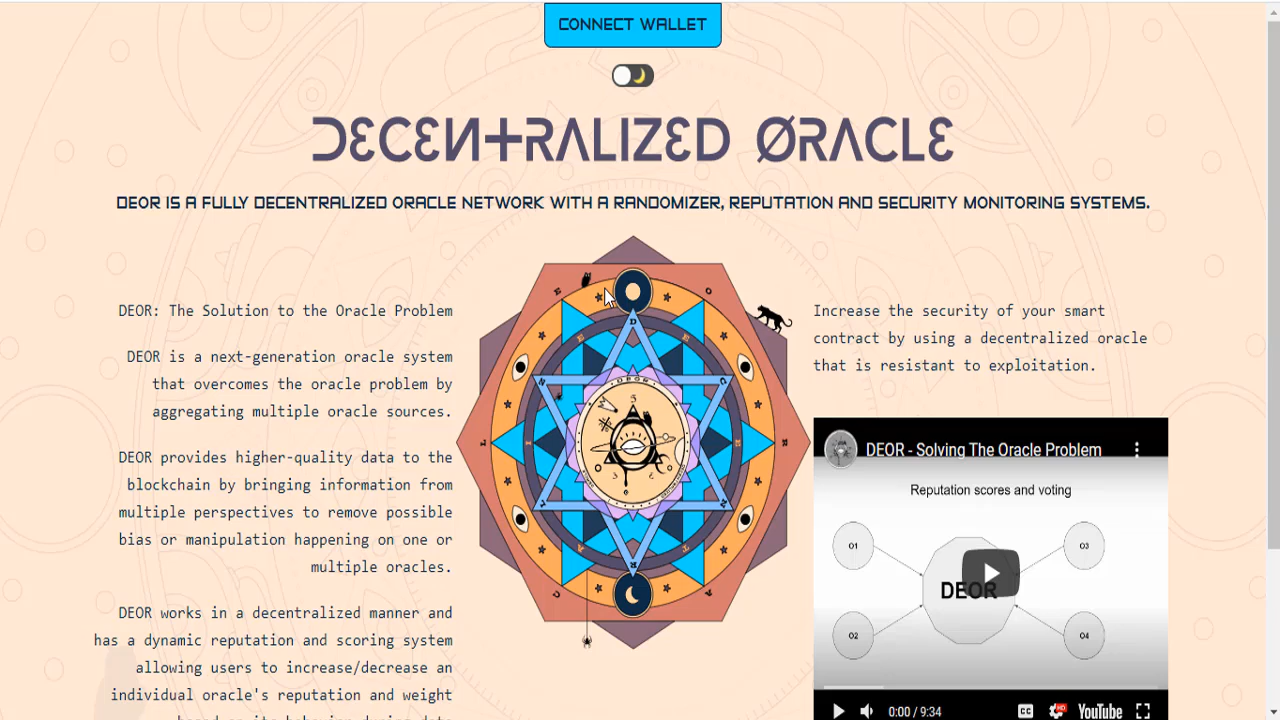 CONNECT WALLET
DECENTRALIZED ORACLE
DEOR IS A FULLY DECENTRALIZED ORACLE NETWORK WITH A RANDOMIZER, REPUTATION AND SECURITY MONITORING SYSTEMS.
DEOR: The Solution to the Oracle Problem
DEOR is a next-generation oracle system
that overcomes the oracle problem by
aggregating multiple oracle sources.
DEOR provides higher-quality data to the
blockchain by bringing information from
multiple perspectives to remove possible
bias or manipulation happening on one or
multiple oracles.
DEOR works in a decentralized manner and
has a dynamic reputation and scoring system
allowing users to increase/decrease an
individual oracle's reputation and weight
DEOR
Increase the security of your smart
contract by using a decentralized oracle
that is resistant to exploitation.
DEOR - Solving The Oracle Problem
Reputation scores and voting
O1
O3
DEOR
O2
O4
0:00 / 9:34
CC
HD
YouTube